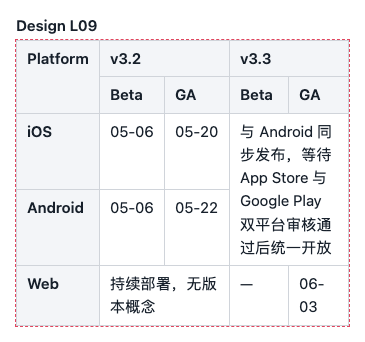 Design L09
Platform v3.2 v3.3
Beta GA Beta GA
iOS 05-06 05-20 与 Android 同
步发布，等待
App Store 与
Android 05-06 05-22 Google Play
双平台审核通
过后统一开放
Web 持续部署，无版 — 06-
本概念 03